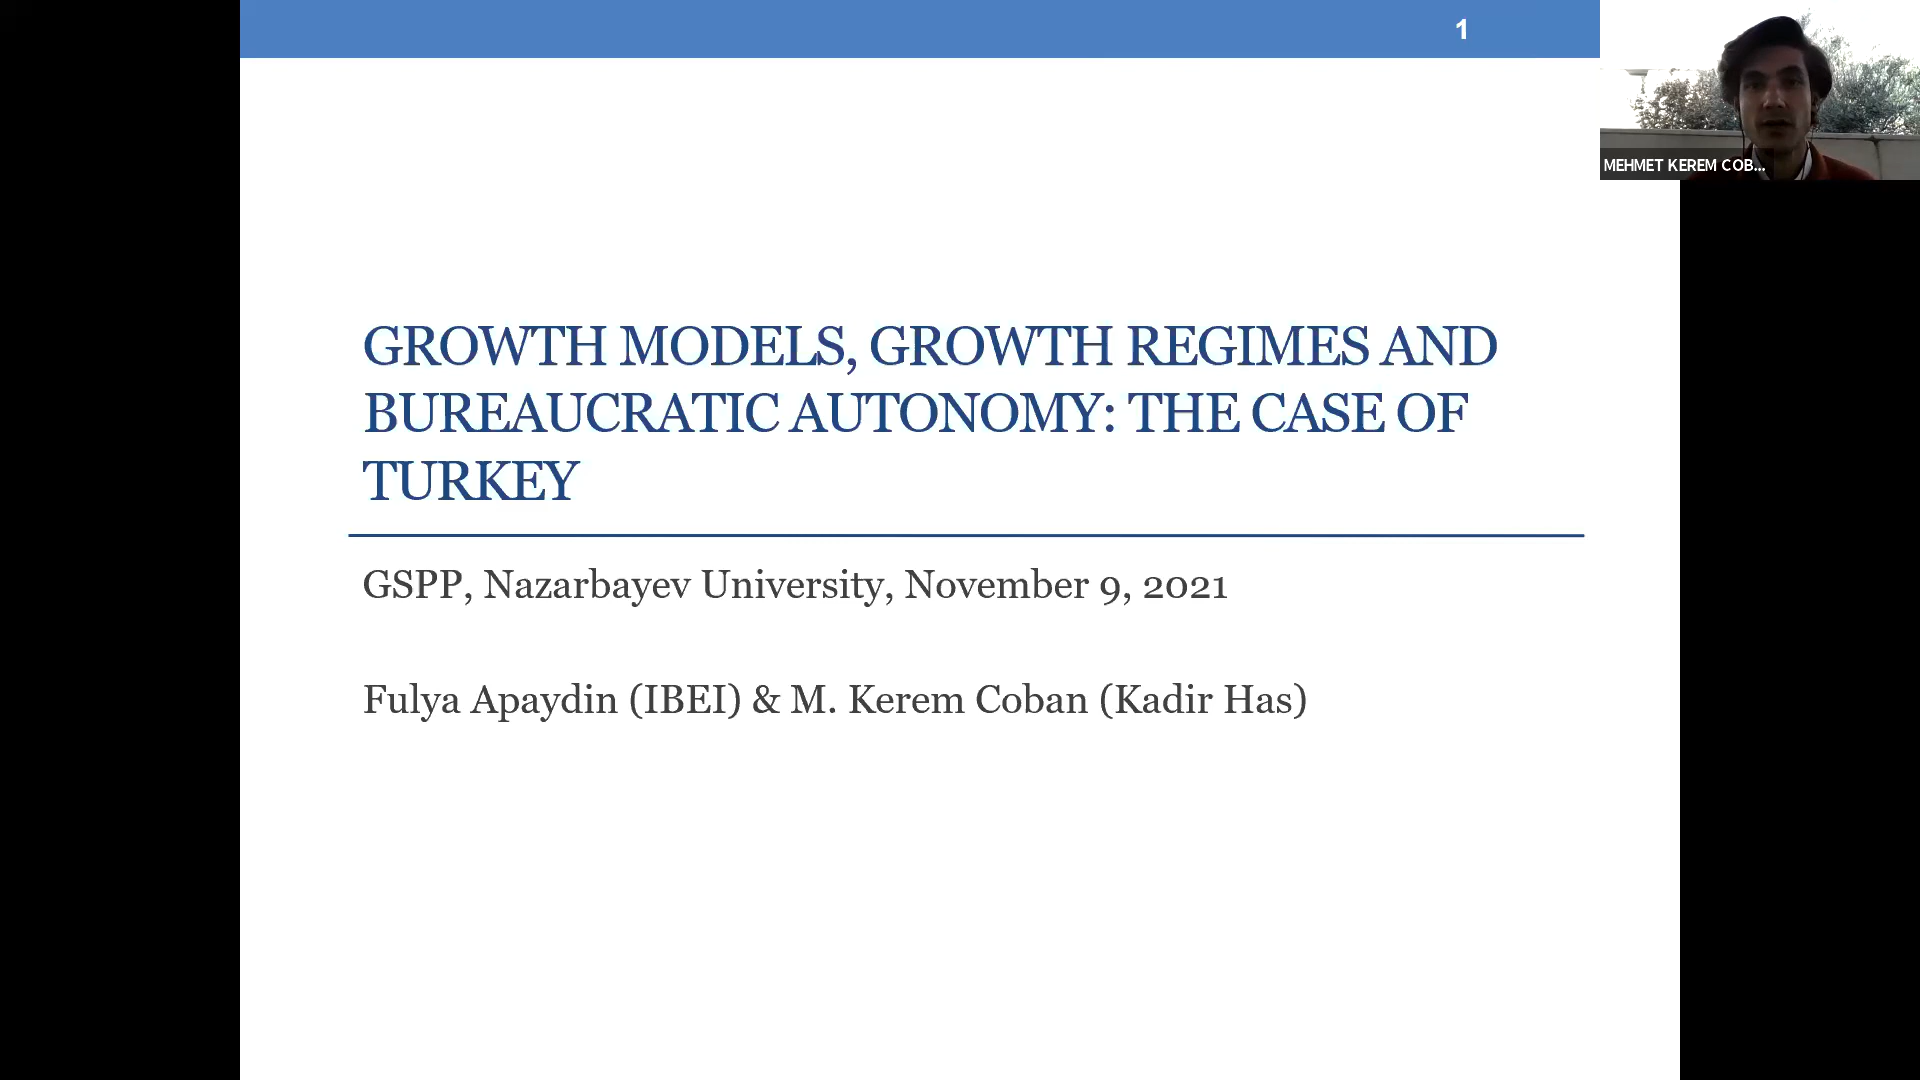 1
MEHMET KEREM COB...
GROWTH MODELS, GROWTH REGIMES AND
BUREAUCRATIC AUTONOMY: THE CASE OF
TURKEY
GSPP, Nazarbayev University, November 9, 2021
Fulya Apaydin (IBEI) & M. Kerem Coban (Kadir Has)